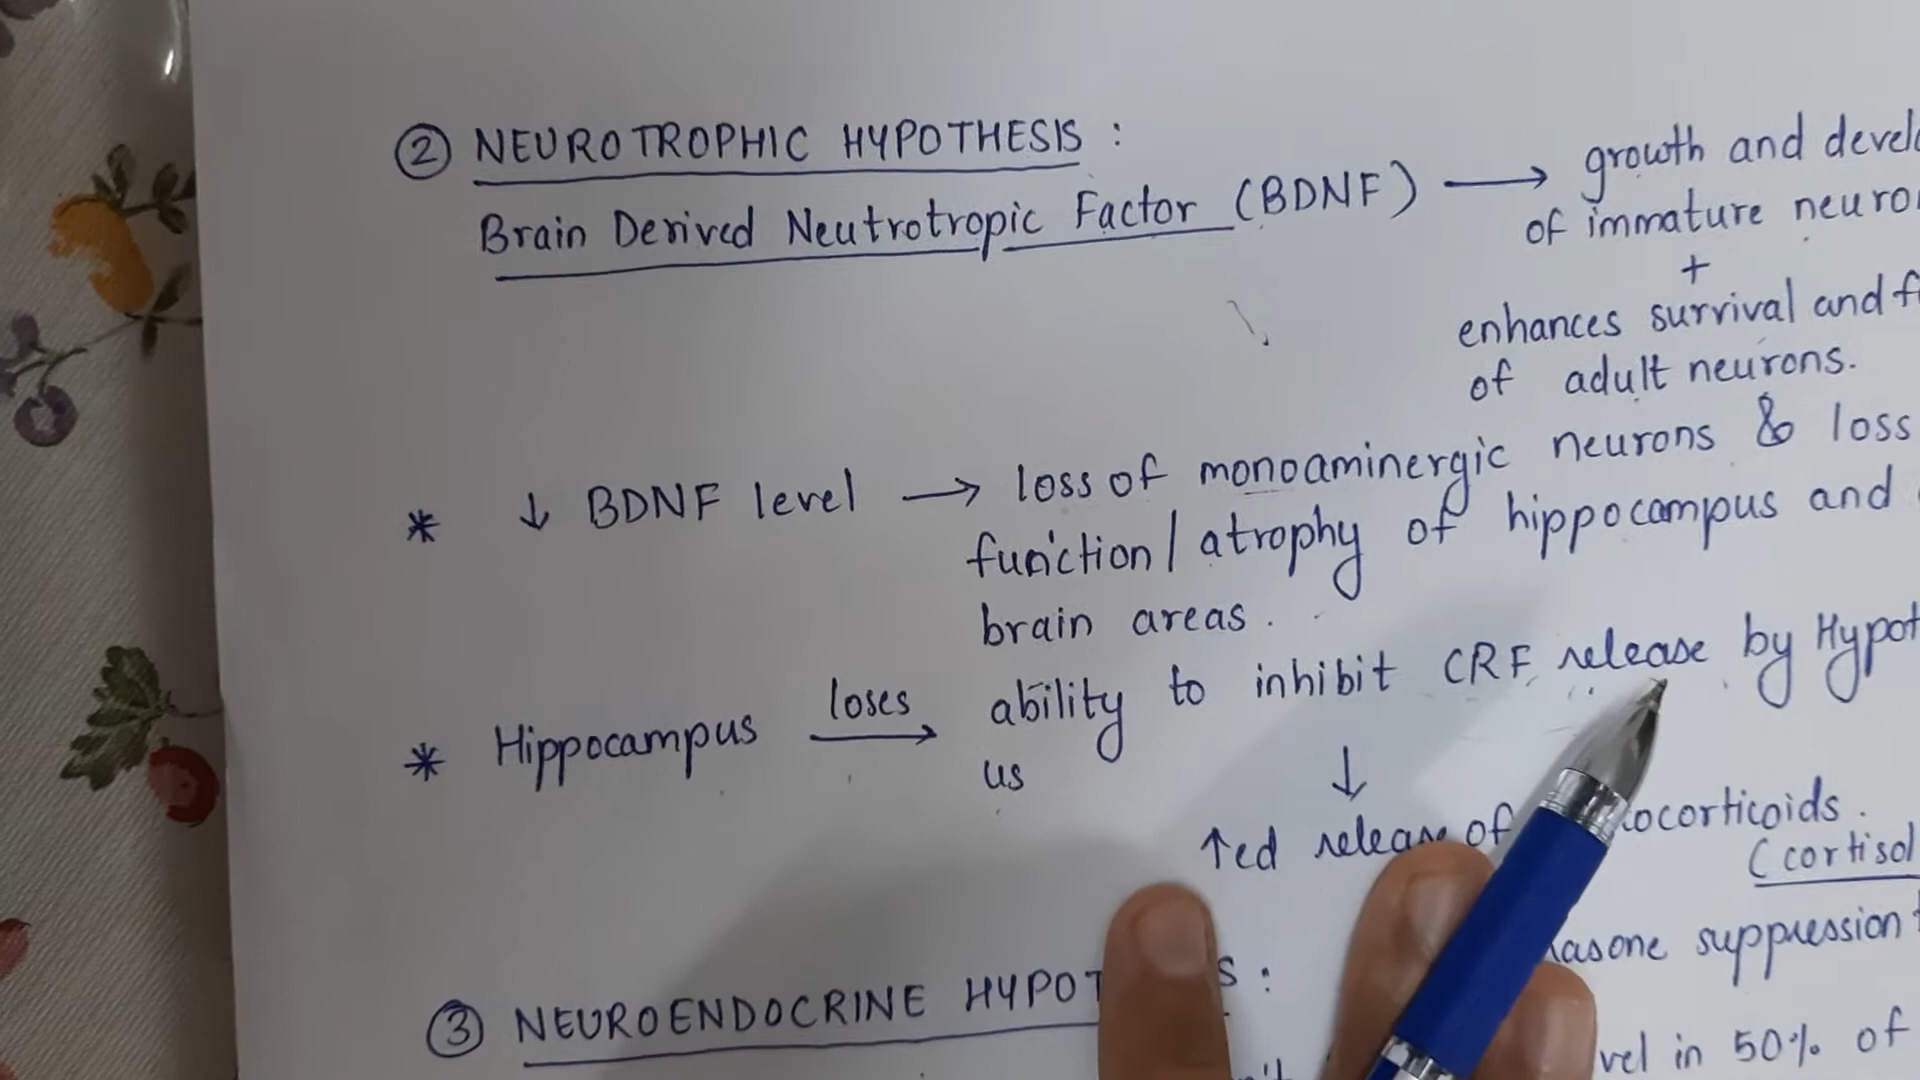 ② NEUROTROPHIC HYPOTHESIS :
Brain Derived Neutrotropic Factor (BDNF) → growth and
of immature
+
enhances survival and
of adult neurons.
* ↓ BDNF level → loss of monoaminergic neurons & loss
function / atrophy of hippocampus and
brain areas.
* Hippocampus loses → ability to inhibit CRF release by
us
↓
↑ed release of
(cortisol
suppression
③ NEUROENDOCRINE
in 50% of